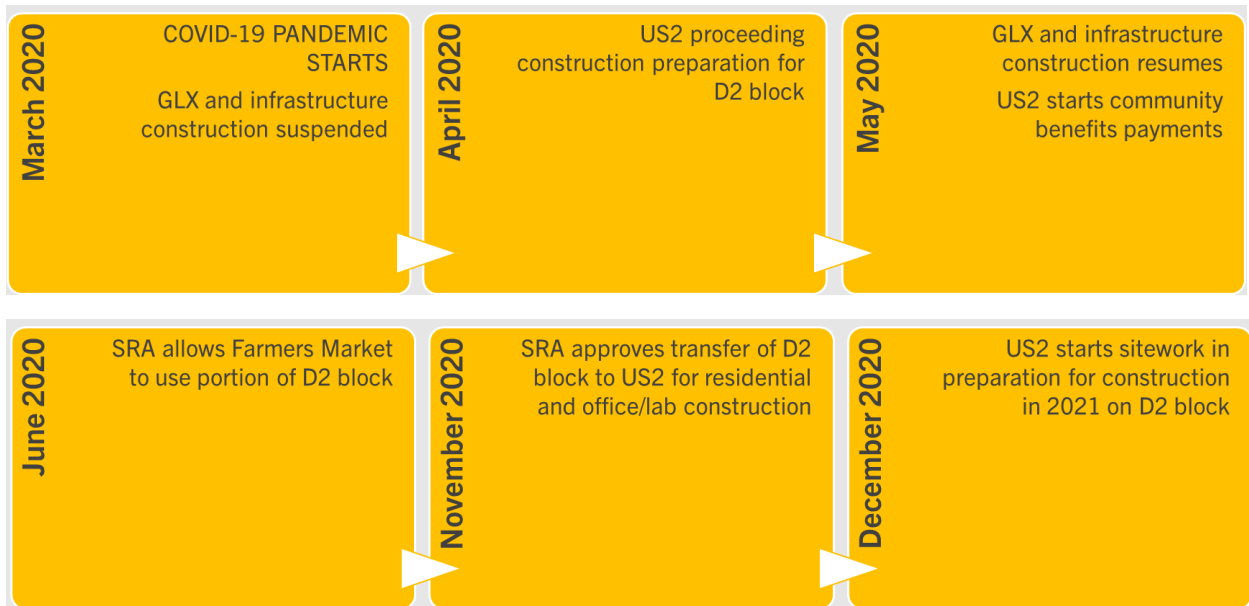 March 2020
COVID-19 PANDEMIC
STARTS
GLX and infrastructure
construction suspended
April 2020
US2 proceeding
construction preparation for
D2 block
May 2020
GLX and infrastructure
construction resumes
US2 starts community
benefits payments
June 2020
SRA allows Farmers Market
to use portion of D2 block
November 2020
SRA approves transfer of D2
block to US2 for residential
and office/lab construction
December 2020
US2 starts sitework in
preparation for construction
in 2021 on D2 block